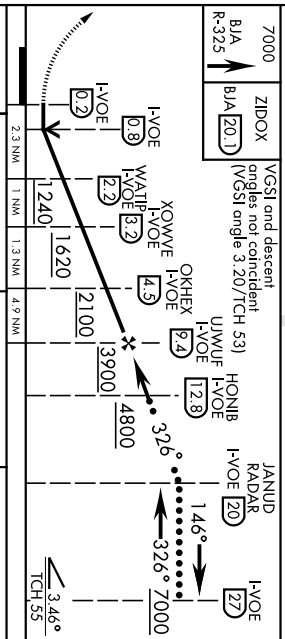 7000
BJA
R-325
ZIDOX
BJA 20.1
VGSI and descent
angles not coincident
(VGSI angle 3.20/TCH 53)
I-VOE
0.2
I-VOE
0.8
WATIP
I-VOE
2.2
XOWVE
I-VOE
3.2
OKHEX
I-VOE
4.5
UJWUF
I-VOE
9.4
HONIB
I-VOE
12.8
JANUD
RADAR
I-VOE 20
I-VOE
27
146°
326° 7000
326°
4800
3900
2100
1620
1240
3.46°
TCH 55
2.3 NM
1 NM
1.3 NM
4.9 NM